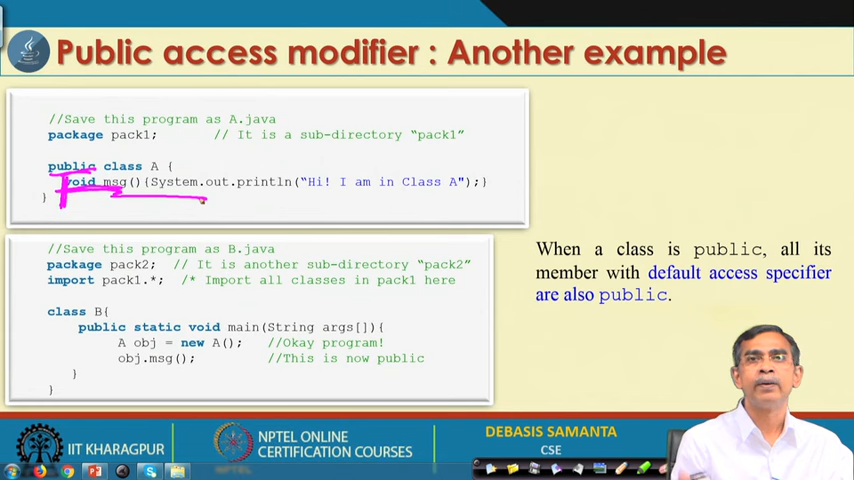 Public access modifier : Another example
//Save this program as A.java
package pack1; // It is a sub-directory “pack1”
public class A {
void msg(){System.out.println(“Hi! I am in Class A");}
}
//Save this program as B.java
package pack2; // It is another sub-directory “pack2”
import pack1.*; /* Import all classes in pack1 here
class B{
public static void main(String args[]){
A obj = new A(); //Okay program!
obj.msg(); //This is now public
}
}
When a class is public, all its
member with default access specifier
are also public.
IIT KHARAGPUR
NPTEL ONLINE
CERTIFICATION COURSES
DEBASIS SAMANTA
CSE